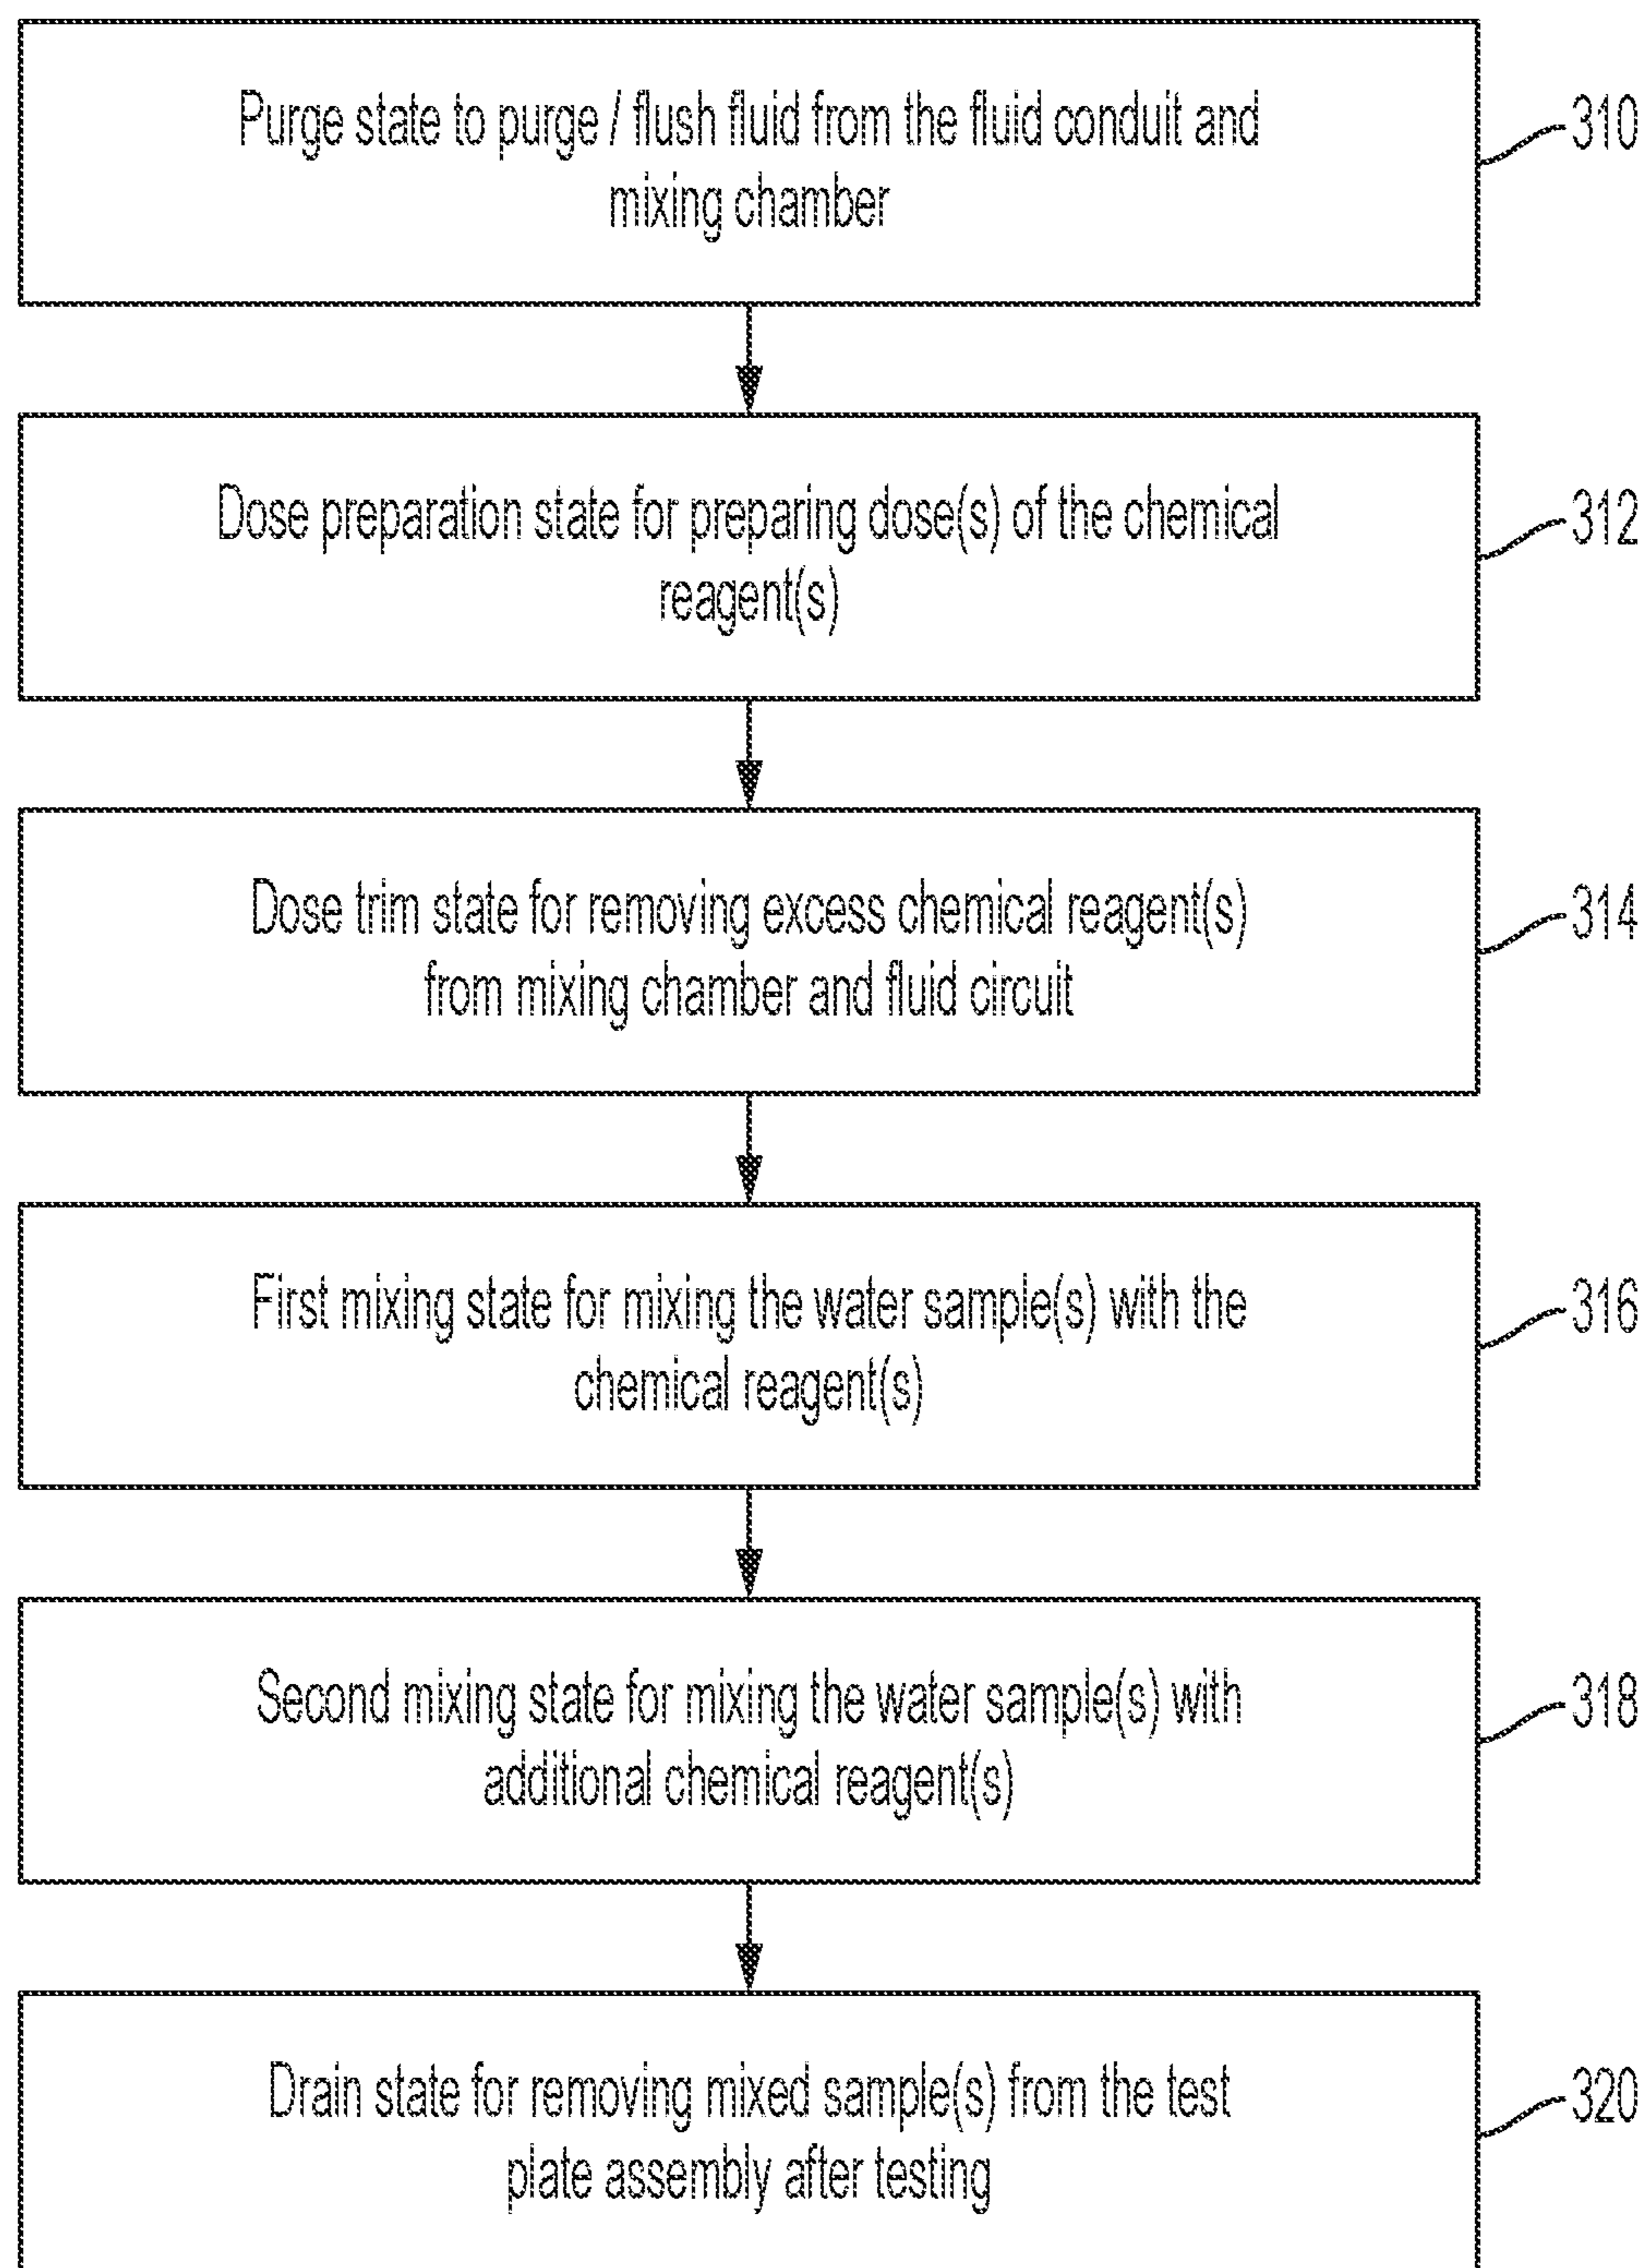 Purge state to purge / flush fluid from the fluid conduit and
mixing chamber
310
Dose preparation state for preparing dose(s) of the chemical
reagent(s)
312
Dose trim state for removing excess chemical reagent(s)
from mixing chamber and fluid circuit
314
First mixing state for mixing the water sample(s) with the
chemical reagent(s)
316
Second mixing state for mixing the water sample(s) with
additional chemical reagent(s)
318
Drain state for removing mixed sample(s) from the test
plate assembly after testing
320